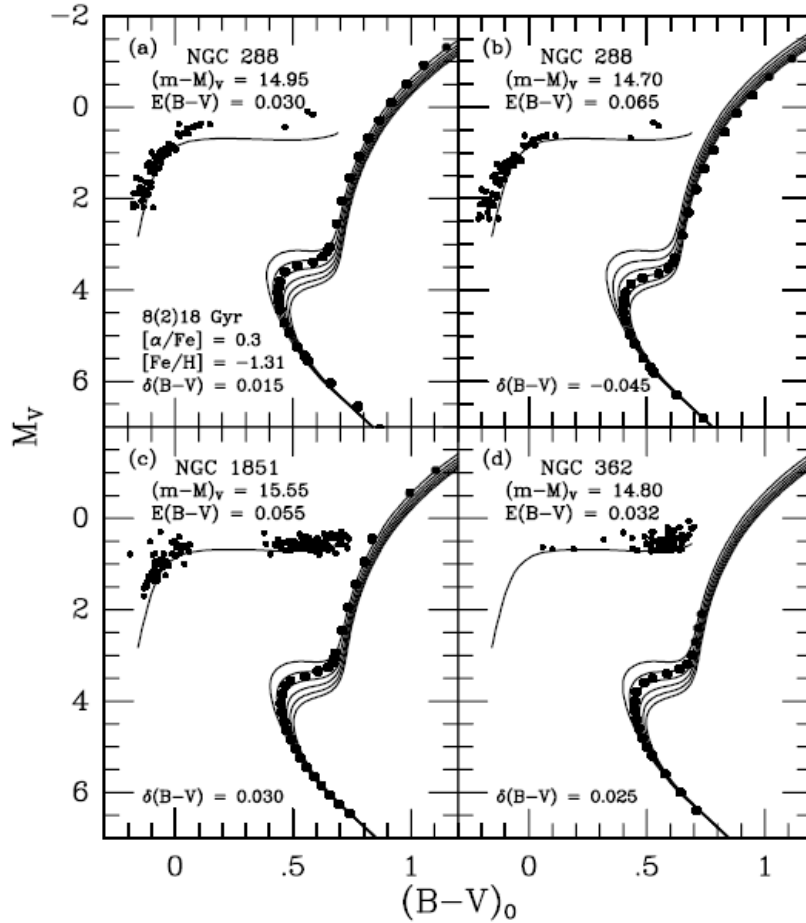 −2
(a)
NGC 288
(m−M)v = 14.95
E(B−V) = 0.030
0
2
4
8(2)18 Gyr
[α/Fe] = 0.3
[Fe/H] = −1.31
δ(B−V) = 0.015
6
(b)
NGC 288
(m−M)v = 14.70
E(B−V) = 0.065
δ(B−V) = −0.045
Mv
(c)
NGC 1851
(m−M)v = 15.55
E(B−V) = 0.055
0
2
4
6
δ(B−V) = 0.030
(d)
NGC 362
(m−M)v = 14.80
E(B−V) = 0.032
δ(B−V) = 0.025
0 .5 1 0 .5 1
(B−V)0